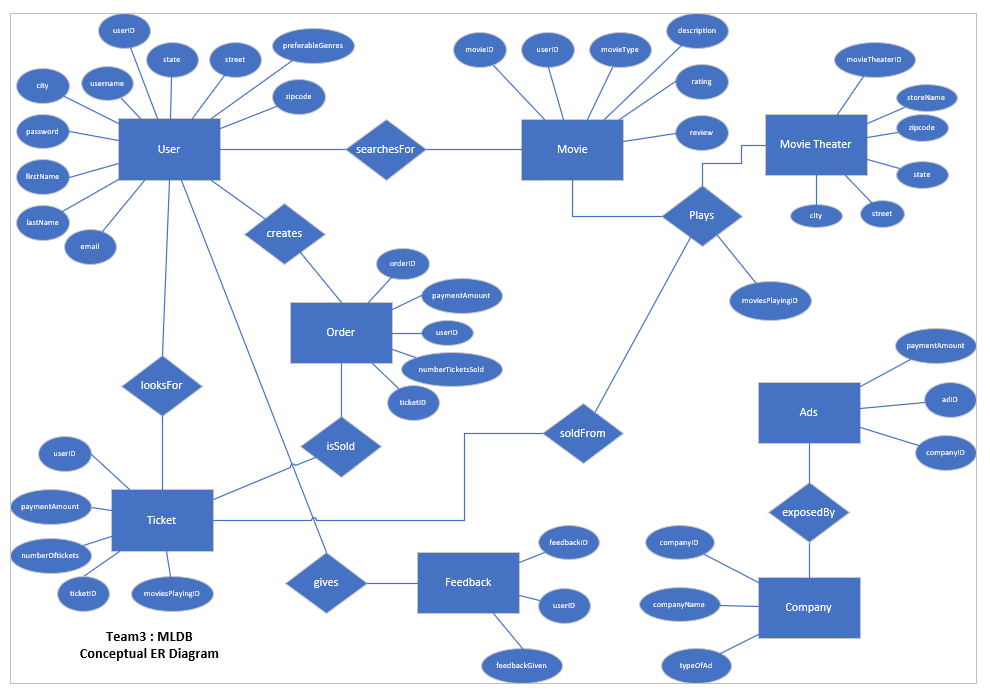 userID
state
street
preferableGenres
city
username
zipcode
password
firstName
lastName
email
User
searchesFor
movieID
userID
movieType
description
rating
review
Movie
movieTheaterID
storeName
zipcode
state
street
city
Movie Theater
Plays
moviesPlayingID
creates
orderID
paymentAmount
userID
numberTicketsSold
ticketID
Order
looksFor
isSold
soldFrom
userID
paymentAmount
numberOftickets
ticketID
moviesPlayingID
Ticket
gives
Feedback
feedbackID
userID
feedbackGiven
paymentAmount
adID
companyID
Ads
exposedBy
companyID
companyName
typeOfAd
Company
Team3 : MLDB
Conceptual ER Diagram